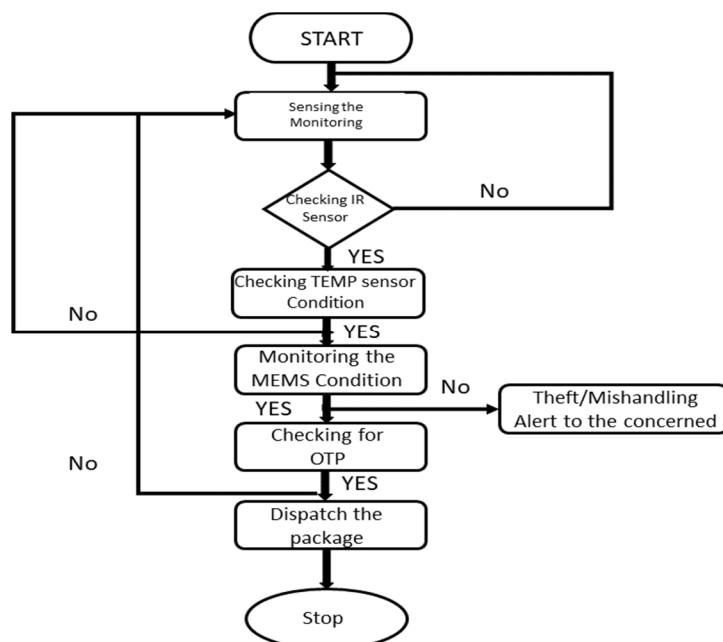 START
Sensing the
Monitoring
Checking IR
Sensor
No
YES
Checking TEMP sensor
Condition
No
YES
Monitoring the
MEMS Condition
No
YES
Theft/Mishandling
Alert to the concerned
Checking for
OTP
No
YES
Dispatch the
package
Stop